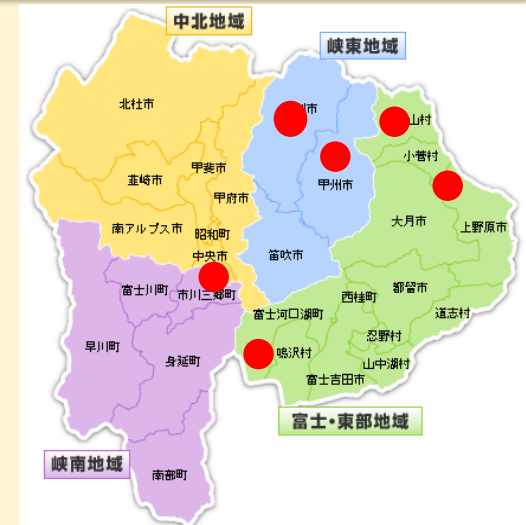 中北地域
峡東地域
北杜市
州市
山村
小菅村
甲斐市
韮崎市
甲州市
甲府市
大月市
南アルプス市
昭和町
上野原市
中央市
笛吹市
富士川町
市川三郷町
都留市
西桂町
富士河口湖町
道志村
忍野村
早川町
鳴沢村
身延町
山中湖村
富士吉田市
富士・東部地域
峡南地域
南部町